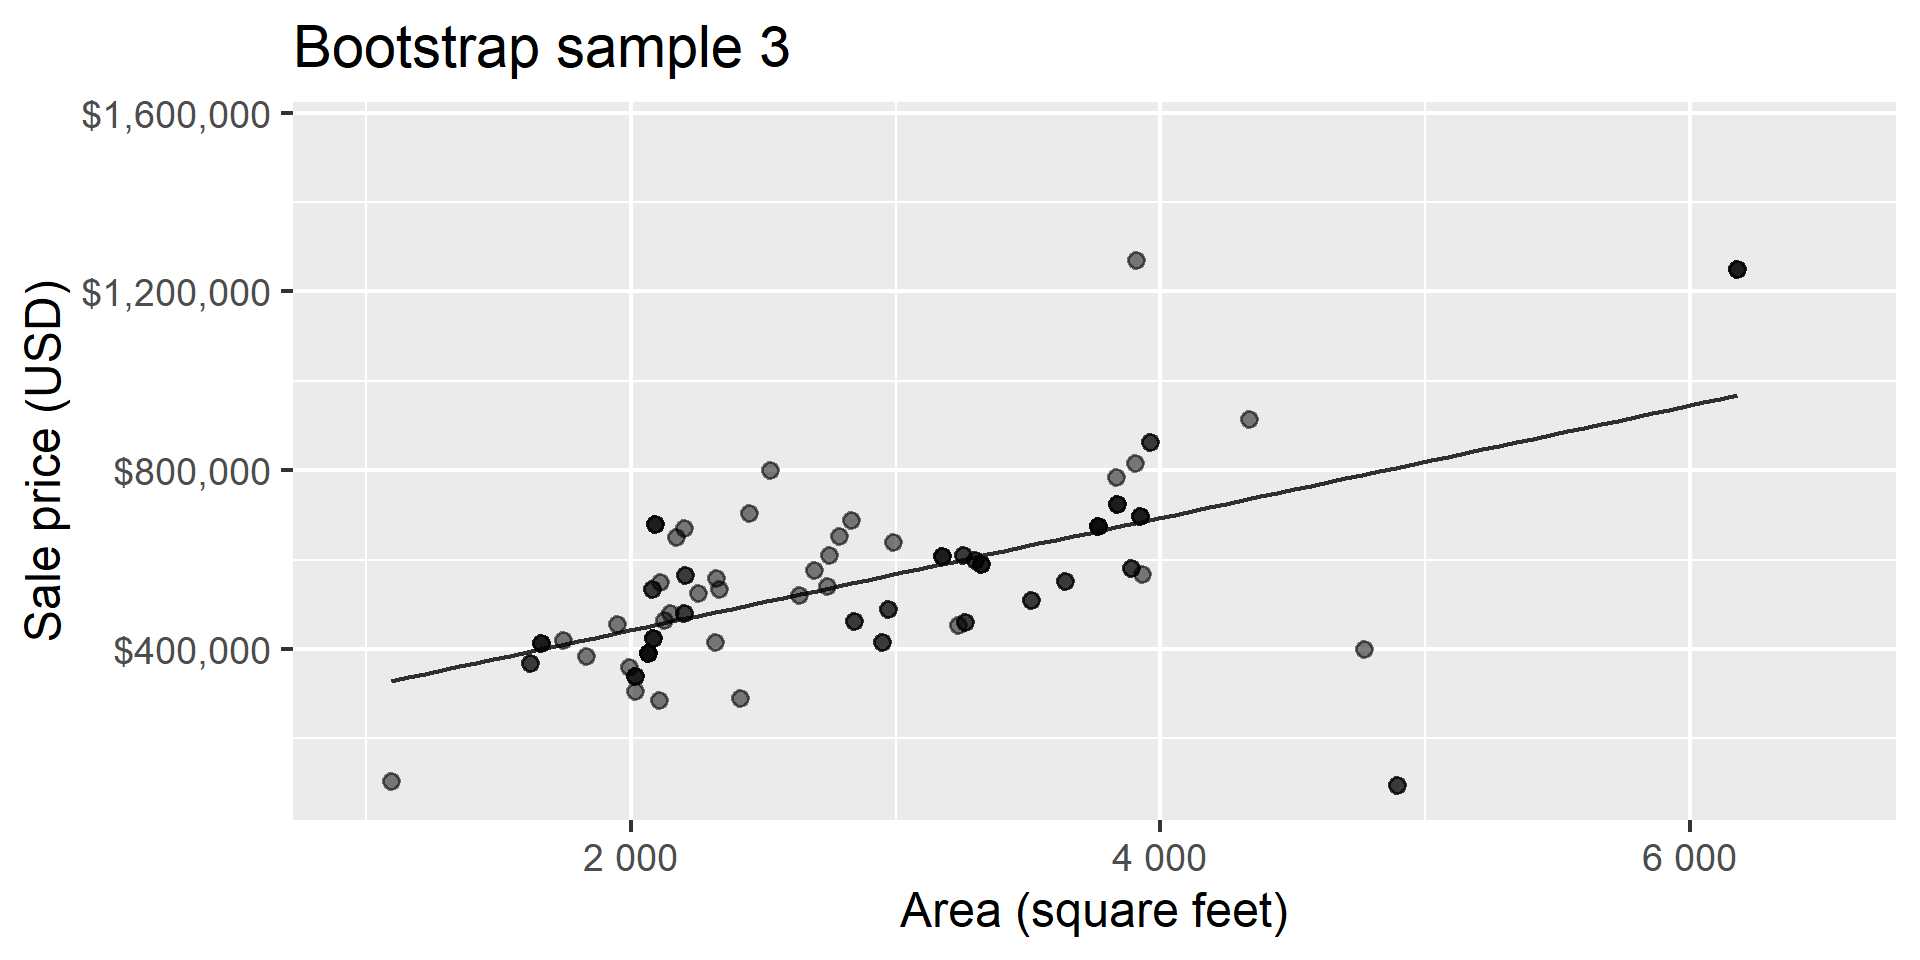 Bootstrap sample 3
Sale price (USD)
$1,600,000
$1,200,000
$800,000
$400,000
2 000
4 000
6 000
Area (square feet)